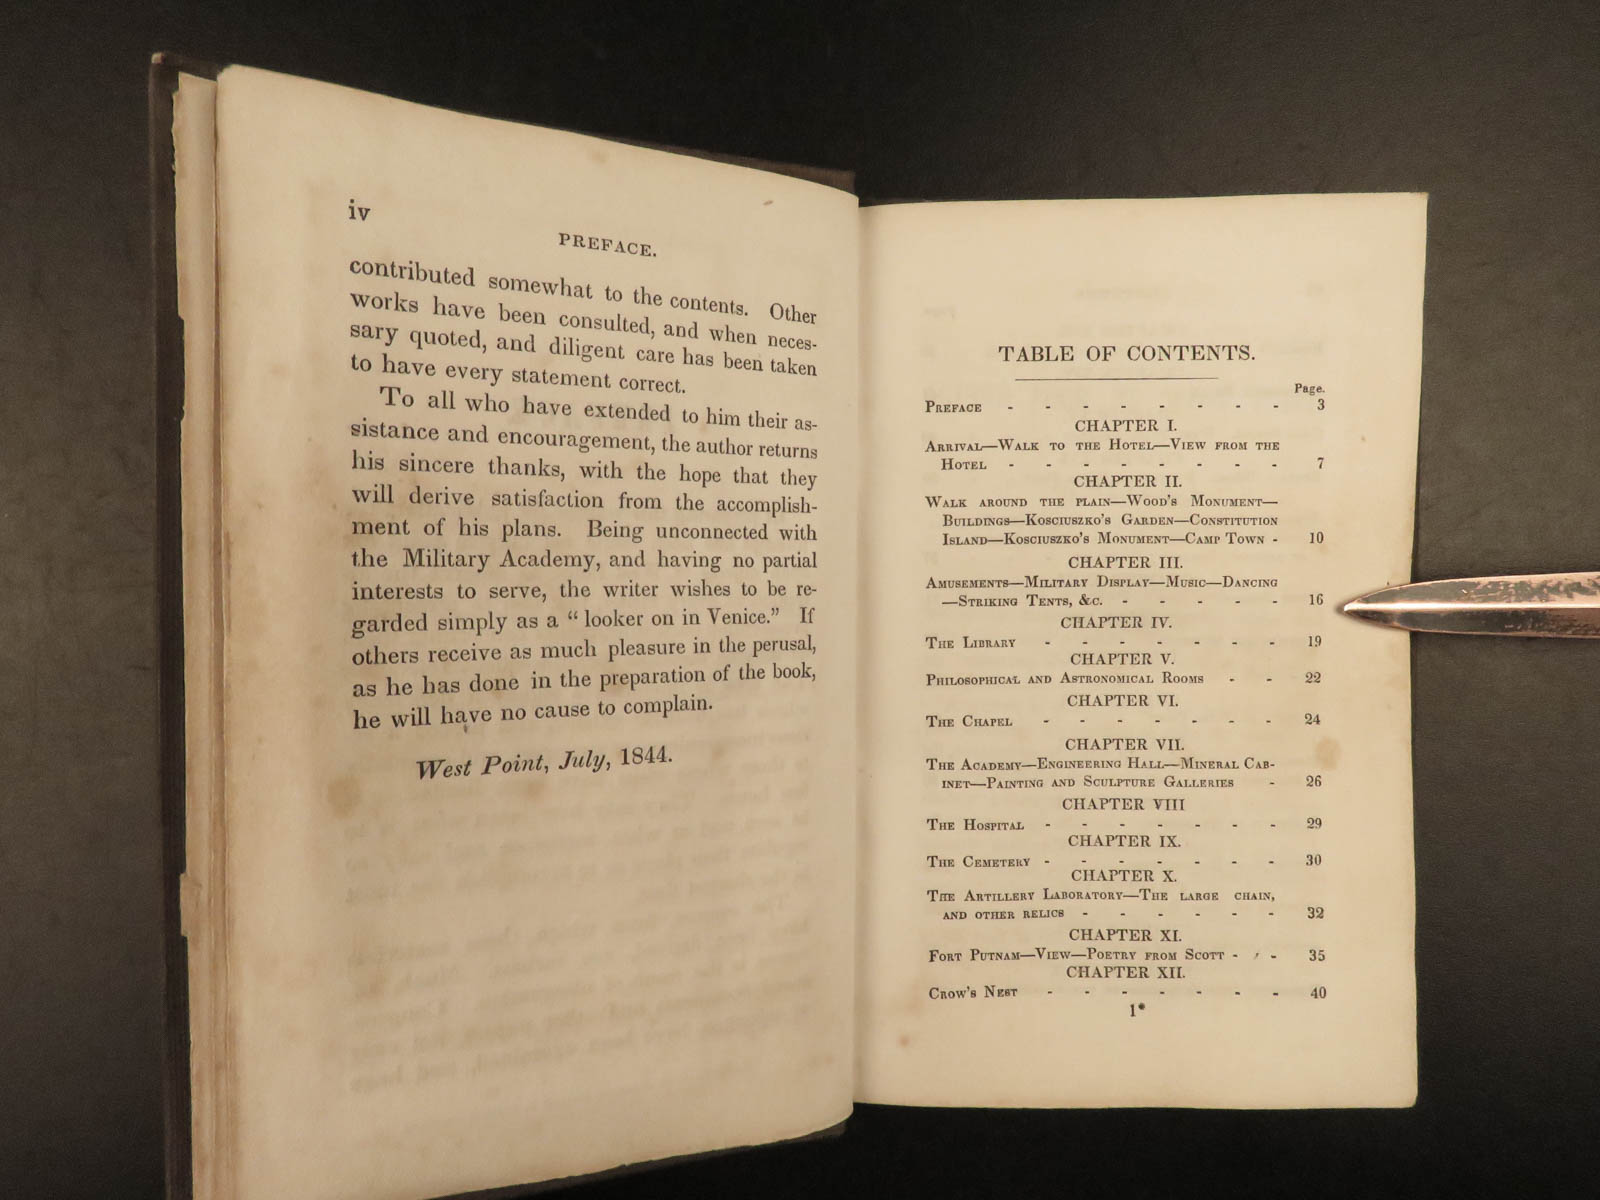 iv
PREFACE.
contributed somewhat to the contents. Other
works have been consulted, and when neces-
sary quoted, and diligent care has been taken
to have every statement correct.
To all who have extended to him their as-
sistance and encouragement, the author returns
his sincere thanks, with the hope that they
will derive satisfaction from the accomplish-
ment of his plans. Being unconnected with
the Military Academy, and having no partial
interests to serve, the writer wishes to be re-
garded simply as a “ looker on in Venice.” If
others receive as much pleasure in the perusal,
as he has done in the preparation of the book,
he will have no cause to complain.
West Point, July, 1844.
TABLE OF CONTENTS.
Page.
Preface - - - - - - - - 3
CHAPTER I.
Arrival—Walk to the Hotel—View from the
Hotel - - - - - - - - 7
CHAPTER II.
Walk around the plain—Wood's Monument—
Buildings—Kosciuszko's Garden—Constitution
Island—Kosciuszko's Monument—Camp Town - 10
CHAPTER III.
Amusements—Military Display—Music—Dancing
—Striking Tents, &c. - - - - - 16
CHAPTER IV.
The Library - - - - - - - 19
CHAPTER V.
Philosophical and Astronomical Rooms - - 22
CHAPTER VI.
The Chapel - - - - - - - 24
CHAPTER VII.
The Academy—Engineering Hall—Mineral Cab-
inet—Painting and Sculpture Galleries - 26
CHAPTER VIII
The Hospital - - - - - - - 29
CHAPTER IX.
The Cemetery - - - - - - - 30
CHAPTER X.
The Artillery Laboratory—The large chain,
and other relics - - - - - - 32
CHAPTER XI.
Fort Putnam—View—Poetry from Scott - - 35
CHAPTER XII.
Crow's Nest - - - - - - - 40
1*